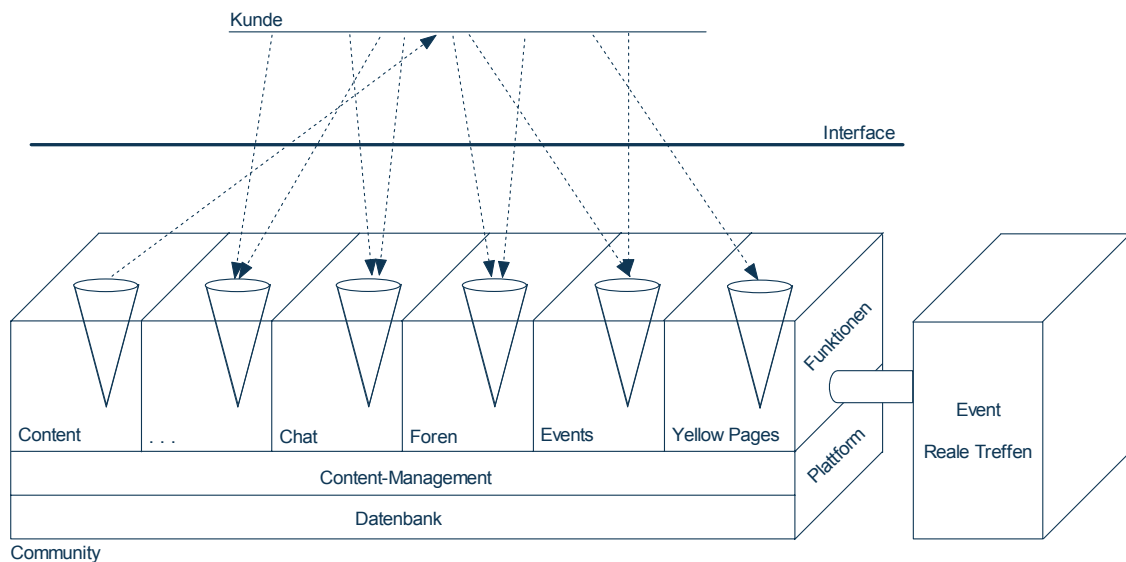 Kunde
Interface
Funktionen
Content
. . .
Chat
Foren
Events
Yellow Pages
Plattform
Content-Management
Datenbank
Community
Event
Reale Treffen